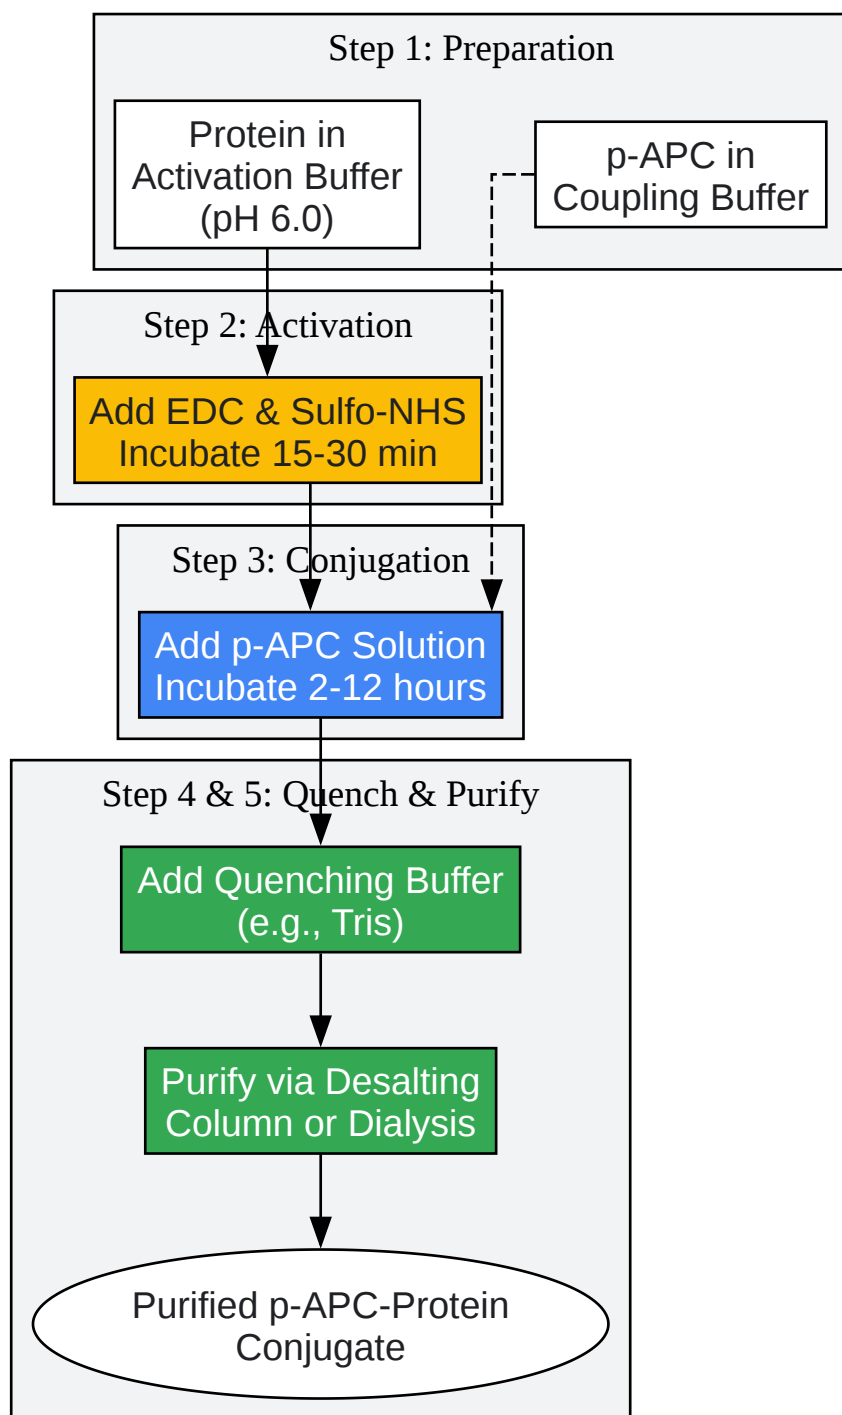 Step 1: Preparation
Protein in
Activation Buffer
(pH 6.0)
p-APC in
Coupling Buffer
Step 2: Activation
Add EDC & Sulfo-NHS
Incubate 15-30 min
Step 3: Conjugation
Add p-APC Solution
Incubate 2-12 hours
Step 4 & 5: Quench & Purify
Add Quenching Buffer
(e.g., Tris)
Purify via Desalting
Column or Dialysis
Purified p-APC-Protein
Conjugate